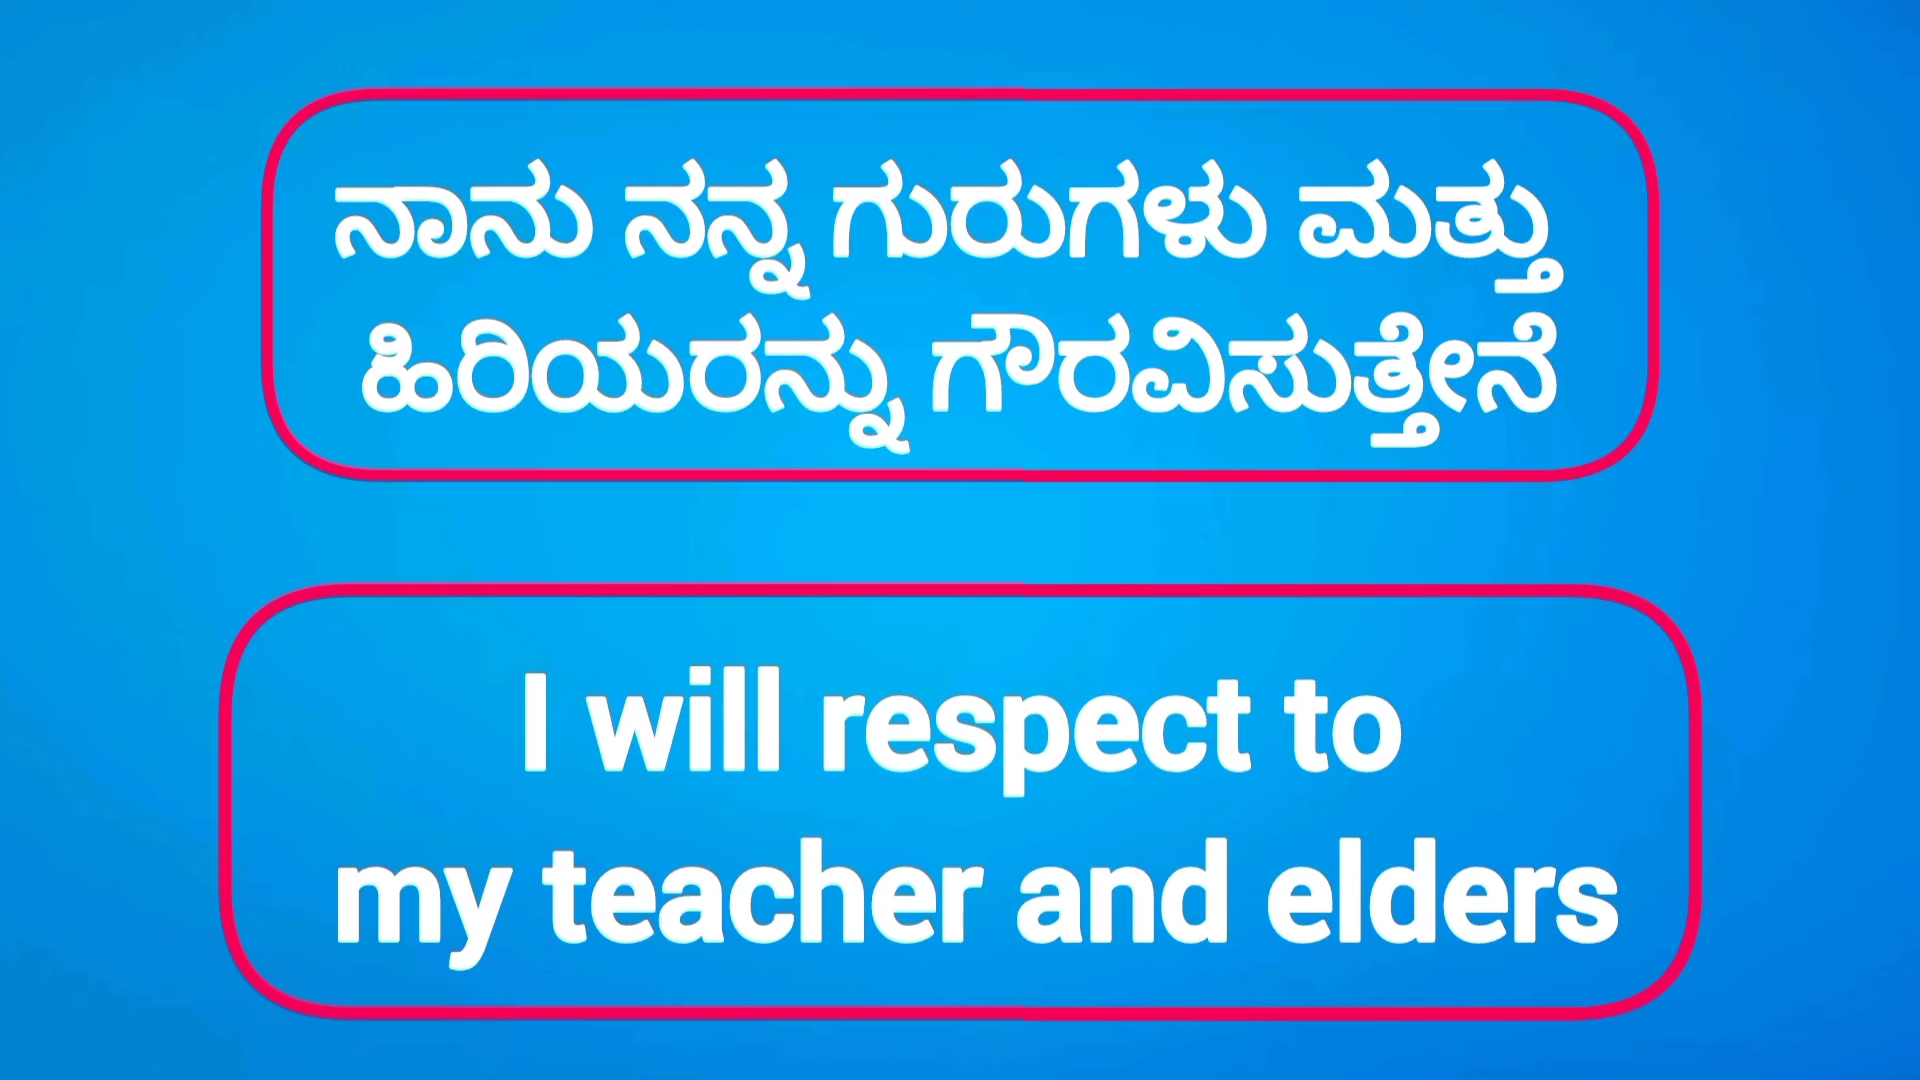 ನಾನು ನನ್ನ ಗುರುಗಳು ಮತ್ತು
ಹಿರಿಯರನ್ನು ಗೌರವಿಸುತ್ತೇನೆ
I will respect to
my teacher and elders